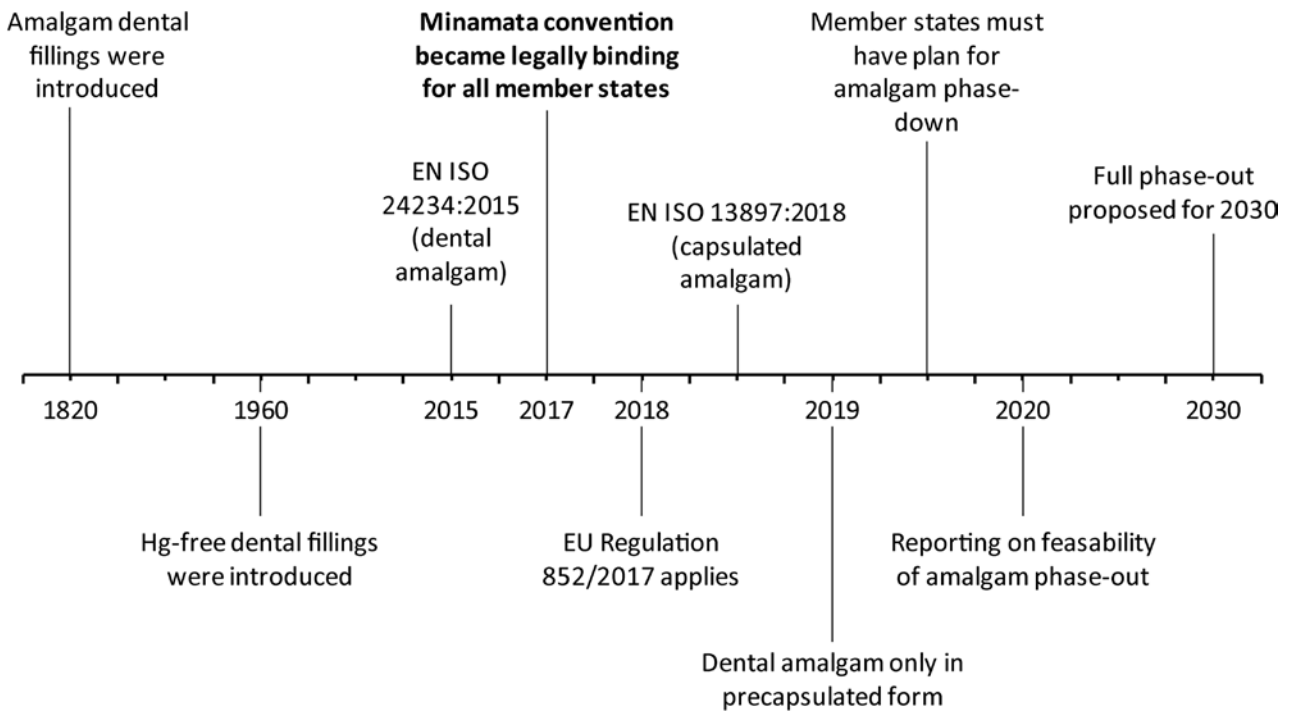 Amalgam dental
fillings were
introduced
Minamata convention
became legally binding
for all member states
Member states must
have plan for
amalgam phase-
down
EN ISO
24234:2015
(dental
amalgam)
EN ISO 13897:2018
(capsulated
amalgam)
Full phase-out
proposed for 2030
1820
1960
2015
2017
2018
2019
2020
2030
Hg-free dental fillings
were introduced
EU Regulation
852/2017 applies
Reporting on feasability
of amalgam phase-out
Dental amalgam only in
precapsulated form